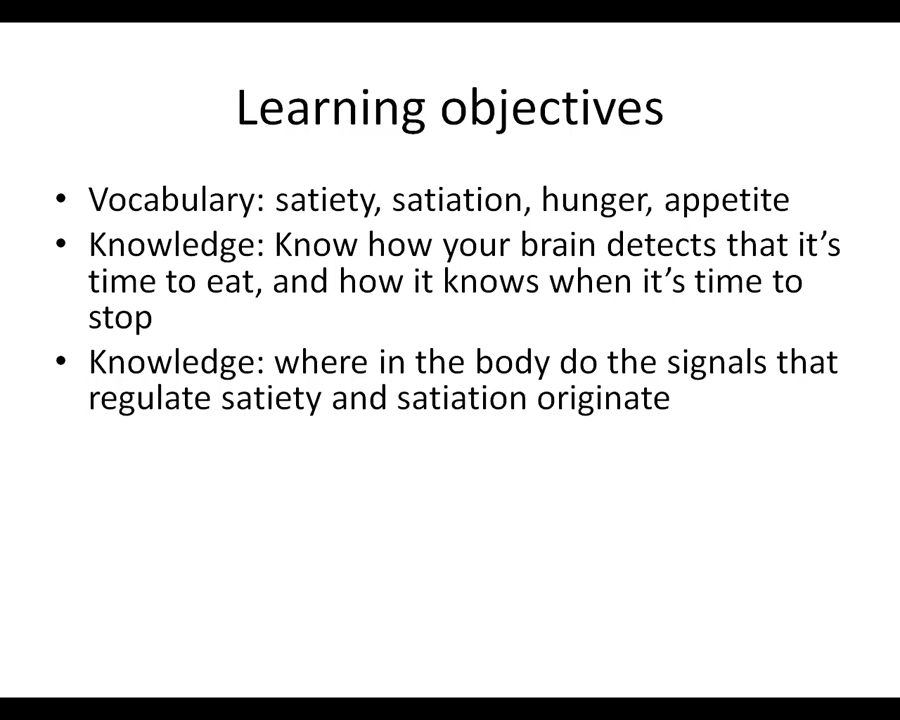 Learning objectives
• Vocabulary: satiety, satiation, hunger, appetite
• Knowledge: Know how your brain detects that it’s
time to eat, and how it knows when it’s time to
stop
• Knowledge: where in the body do the signals that
regulate satiety and satiation originate